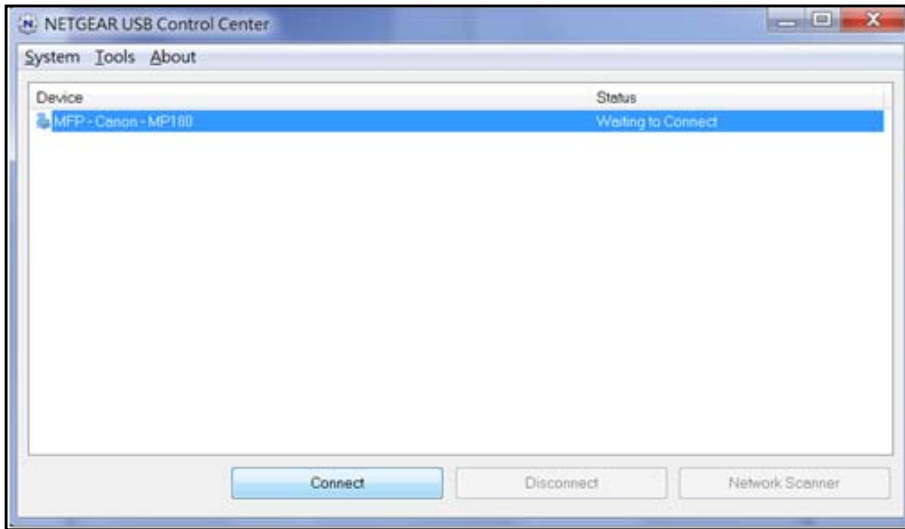 NETGEAR USB Control Center
System Tools About
Device Status
MFP - Canon - MP180 Waiting to Connect
Connect Disconnect Network Scanner